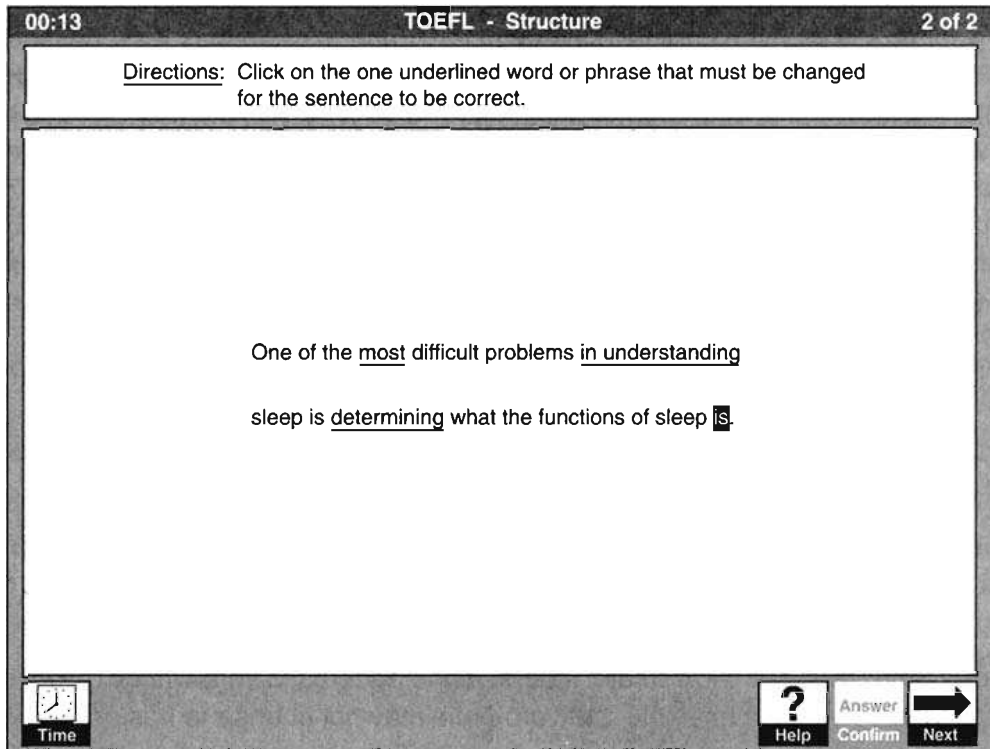 00:13 TOEFL - Structure 2 of 2
Directions: Click on the one underlined word or phrase that must be changed
for the sentence to be correct.
One of the most difficult problems in understanding
sleep is determining what the functions of sleep is.
Time
? Answer
Help Confirm Next